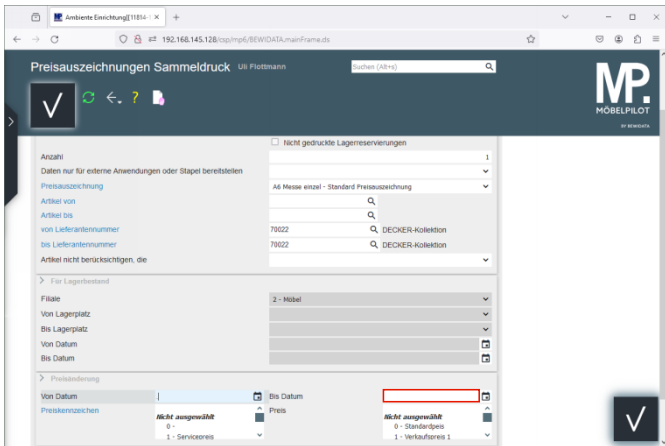 Ambiente Einrichtung[[11814-1
192.168.145.128/csp/mp6/BEWIDATA.mainFrame.cls
Preisauszeichnungen Sammeldruck Uli Flottmann
Suchen (Alt+s)
MP.
MÖBELPILOT
BY BEWIDATA
Nicht gedruckte Lagerreservierungen
Anzahl 1
Daten nur für externe Anwendungen oder Stapel bereitstellen
Preisauszeichnung A6 Messe einzel - Standard Preisauszeichnung
Artikel von
Artikel bis
von Lieferantennummer 70022 DECKER-Kollektion
bis Lieferantennummer 70022 DECKER-Kollektion
Artikel nicht berücksichtigen, die
Für Lagerbestand
Filiale 2 - Möbel
Von Lagerplatz
Bis Lagerplatz
Von Datum
Bis Datum
Preisänderung
Von Datum Bis Datum
Preiskennzeichen Nicht ausgewählt Preis Nicht ausgewählt
0 - 0 - Standardpeis
1 - Servicepreis 1 - Verkaufspreis 1